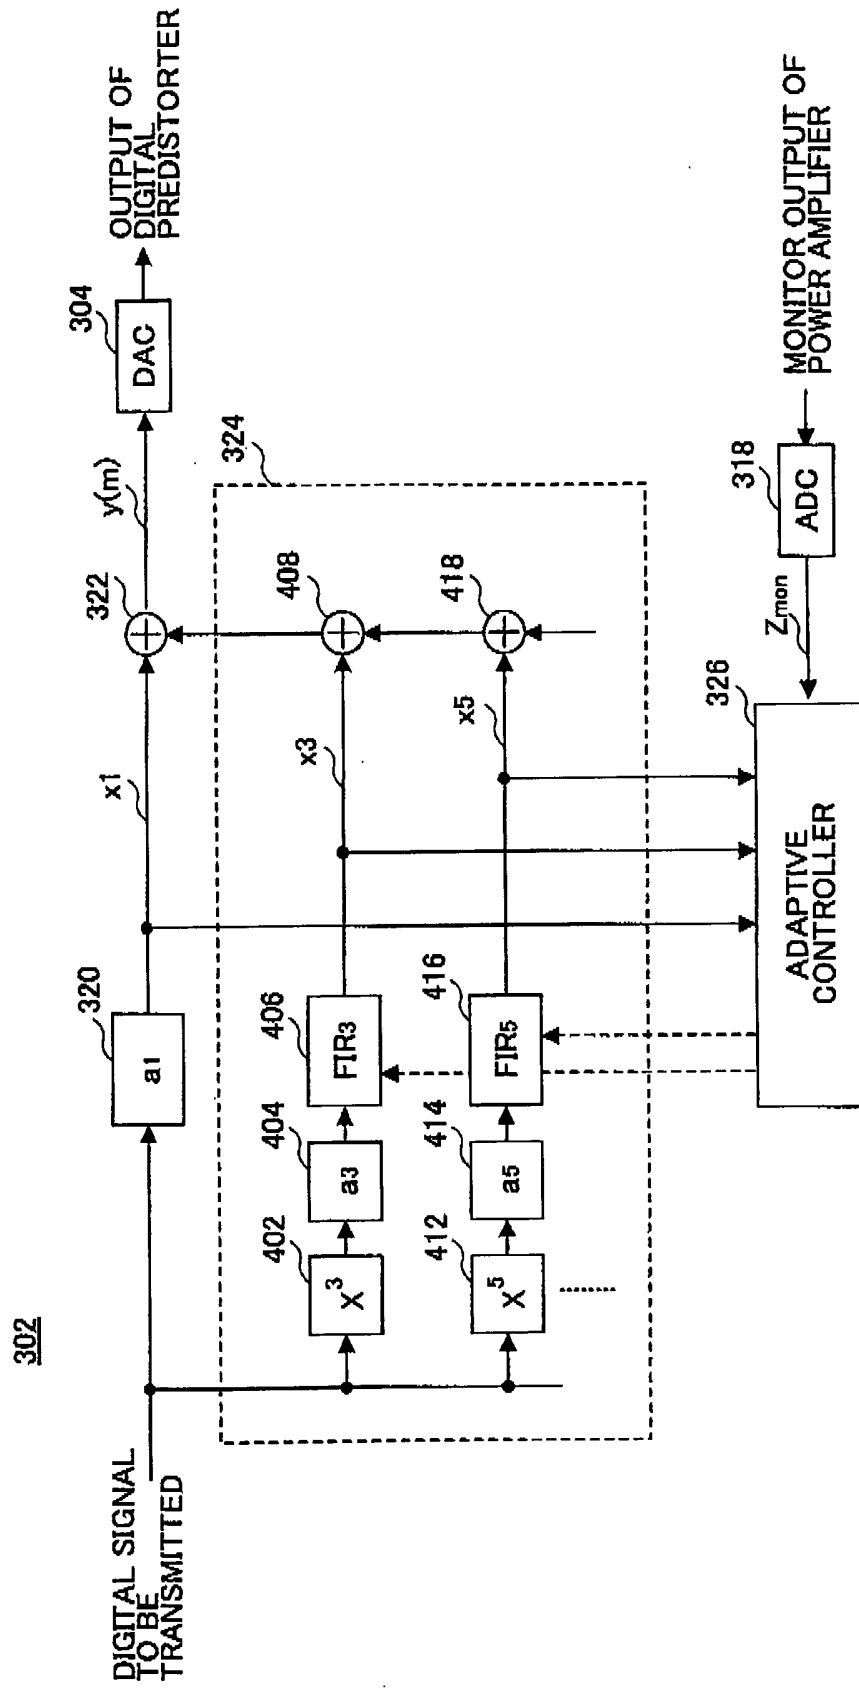 302
DIGITAL SIGNAL
TO BE
TRANSMITTED
320
a1
x1
322
y(m)
304
DAC
OUTPUT OF
DIGITAL
PREDISTORTER
324
402
X3
404
a3
406
FIR3
x3
408
412
X5
414
a5
416
FIR5
x5
418
326
ADAPTIVE
CONTROLLER
Zmon
318
ADC
MONITOR OUTPUT OF
POWER AMPLIFIER